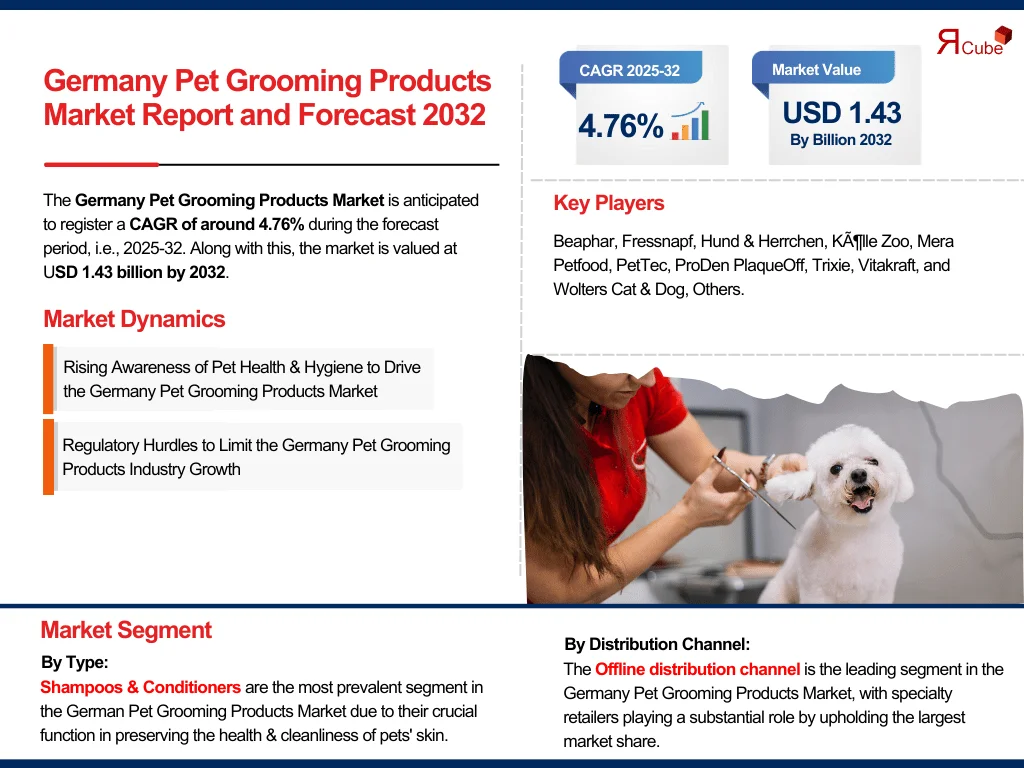 ЯCube
Germany Pet Grooming Products
Market Report and Forecast 2032
The Germany Pet Grooming Products Market is anticipated
to register a CAGR of around 4.76% during the forecast
period, i.e., 2025-32. Along with this, the market is valued at
USD 1.43 billion by 2032.
Market Dynamics
Rising Awareness of Pet Health & Hygiene to Drive
the Germany Pet Grooming Products Market
Regulatory Hurdles to Limit the Germany Pet Grooming
Products Industry Growth
CAGR 2025-32
4.76%
Market Value
USD 1.43
By Billion 2032
Key Players
Beaphar, Fressnapf, Hund & Herrchen, KÃ¶lle Zoo, Mera
Petfood, PetTec, ProDen PlaqueOff, Trixie, Vitakraft, and
Wolters Cat & Dog, Others.
Market Segment
By Type:
Shampoos & Conditioners are the most prevalent segment in
the German Pet Grooming Products Market due to their crucial
function in preserving the health & cleanliness of pets' skin.
By Distribution Channel:
The Offline distribution channel is the leading segment in the
Germany Pet Grooming Products Market, with specialty
retailers playing a substantial role by upholding the largest
market share.